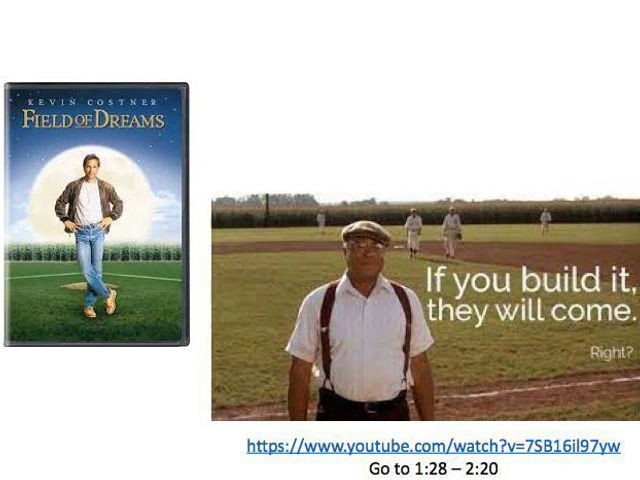 KEVIN COSTNER
FIELD OF DREAMS
If you build it,
they will come.
Right?
https://www.youtube.com/watch?v=7SB16il97yw
Go to 1:28 – 2:20